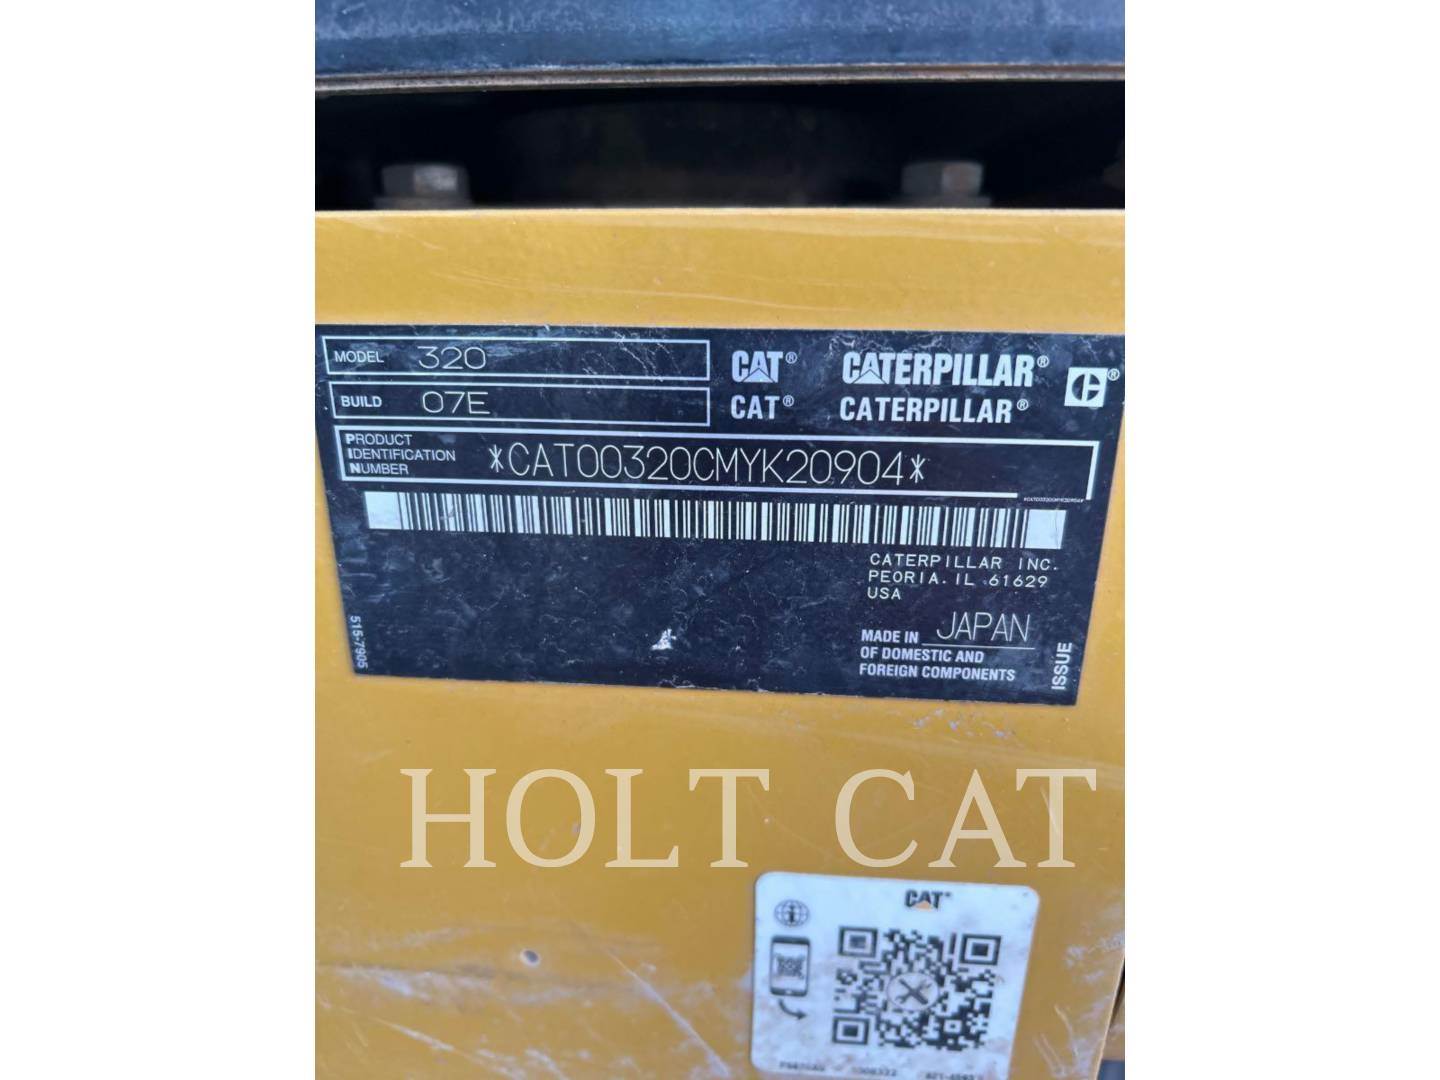 MODEL 320
BUILD 07E
CAT® CATERPILLAR®
CAT® CATERPILLAR®
PRODUCT
IDENTIFICATION
NUMBER
*CAT00320CMYK20904*
*CAT00320CMYK20904*
CATERPILLAR INC.
PEORIA. IL 61629
USA
MADE IN JAPAN
OF DOMESTIC AND
FOREIGN COMPONENTS
515-7905
ISSUE
HOLT CAT
CAT